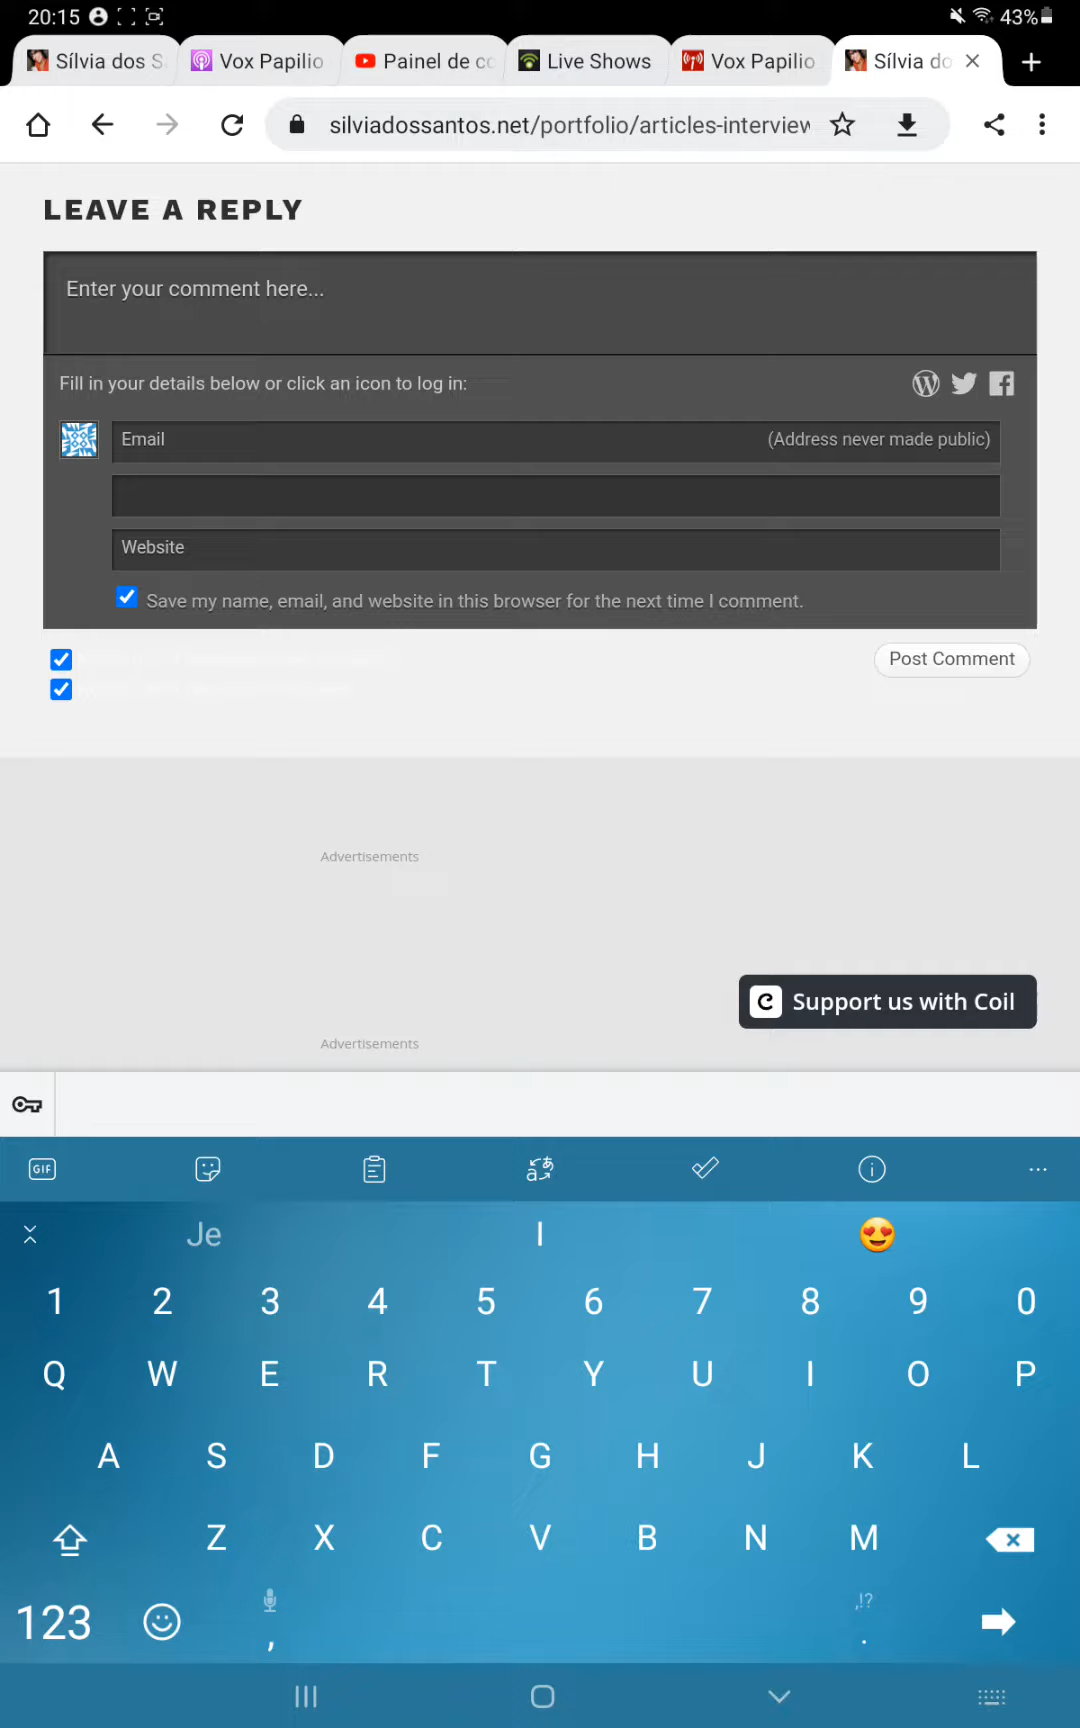 20:15
43%
Sílvia dos S
Vox Papilio
Painel de co
Live Shows
Vox Papilio
Sílvia do
silviadossantos.net/portfolio/articles-interview
LEAVE A REPLY
Enter your comment here...
Fill in your details below or click an icon to log in:
Email
(Address never made public)
Website
Save my name, email, and website in this browser for the next time I comment.
Post Comment
Advertisements
Support us with Coil
Advertisements
GIF
Je
I
1 2 3 4 5 6 7 8 9 0
Q W E R T Y U I O P
A S D F G H J K L
Z X C V B N M
,!?
123
,
.